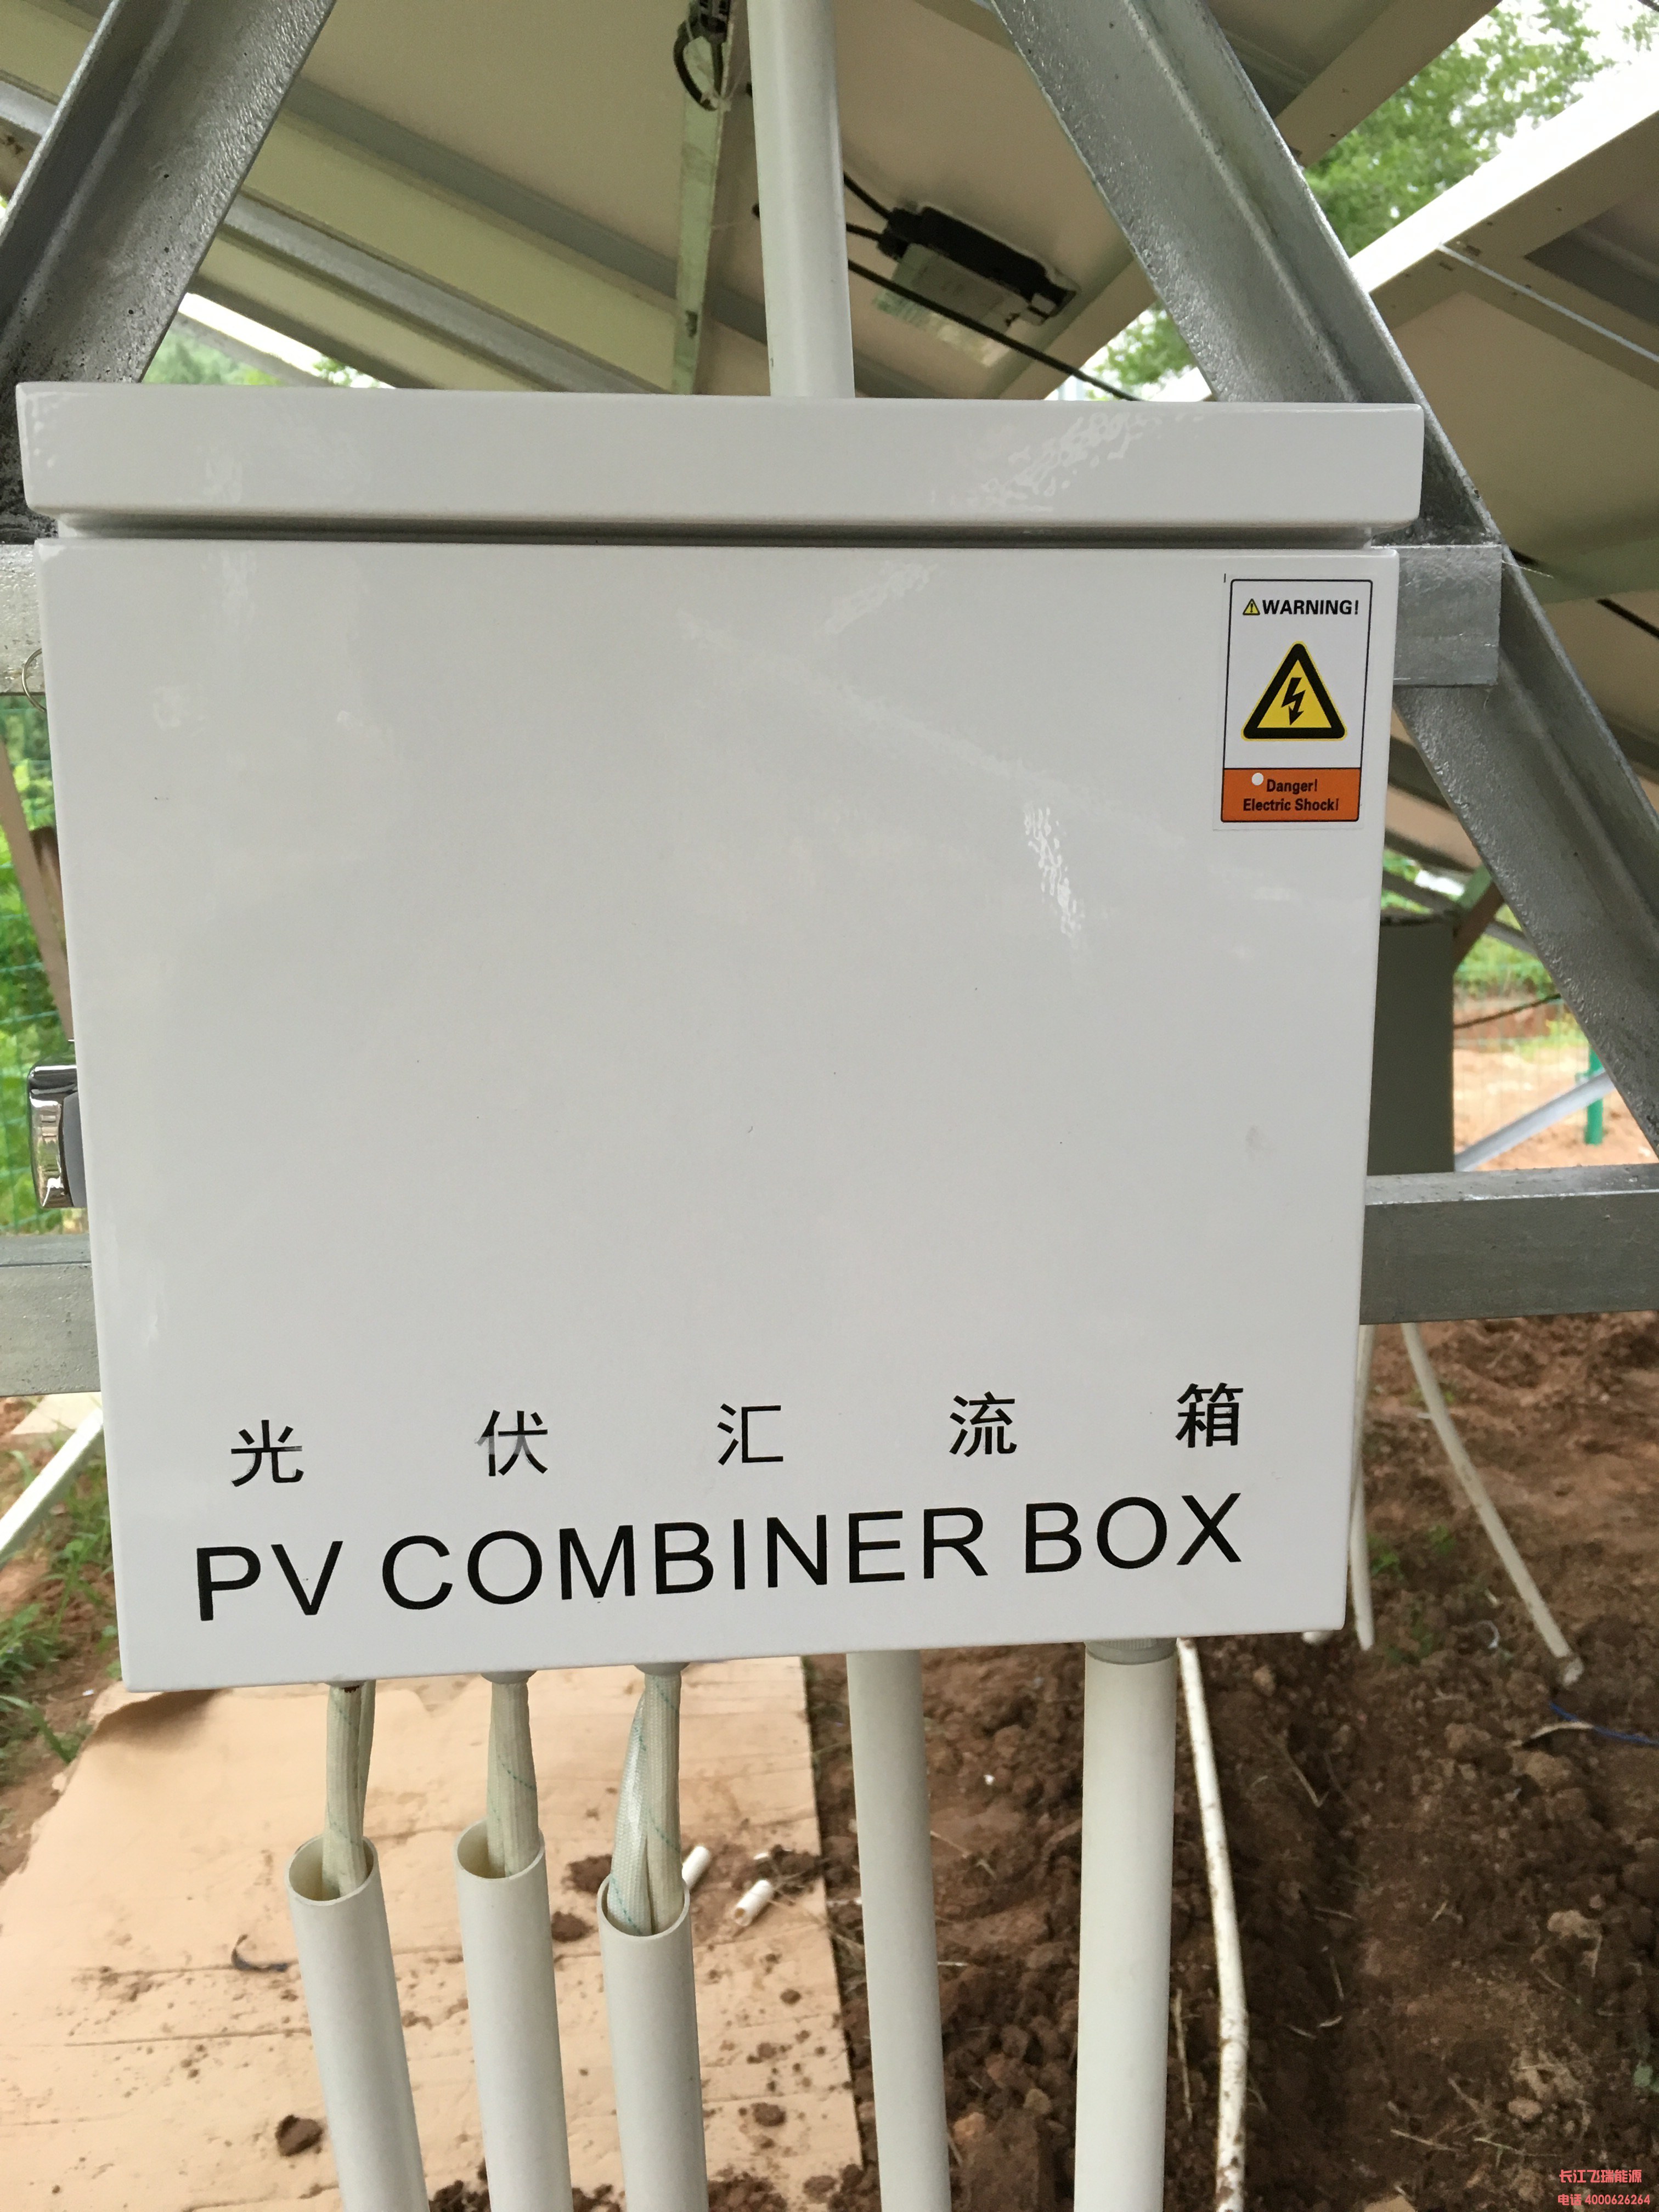 WARNING!
Danger!
Electric Shock!
光伏汇流箱
PV COMBINER BOX
长江飞瑞能源
电话 4000626264